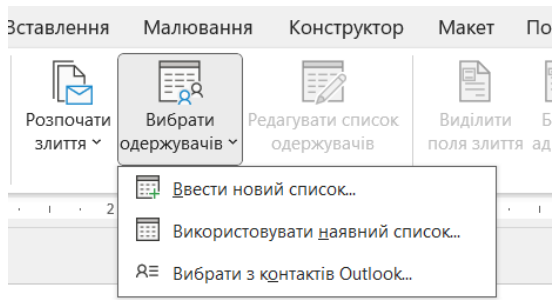 Вставлення Малювання Конструктор Макет
Розпочати злиття
Вибрати одержувачів
Редагувати список одержувачів
Виділити поля злиття
Ввести новий список...
2
Використовувати наявний список...
Вибрати з контактів Outlook...